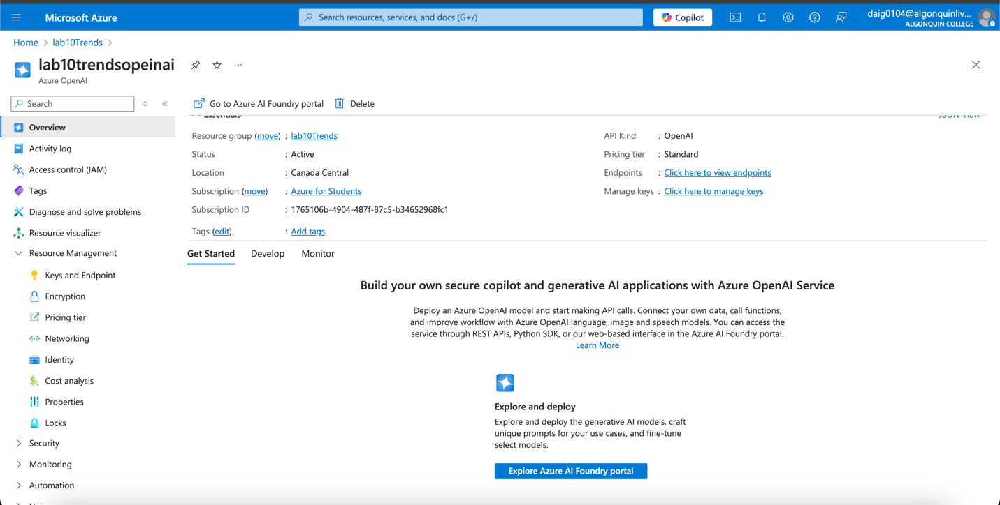 Microsoft Azure
Search resources, services, and docs (G+/)
Copilot
daig0104@algonquinliv...
ALGONQUIN COLLEGE
Home > lab10Trends >
lab10trendsopeinai
Azure OpenAI
Search
Go to Azure AI Foundry portal
Delete
Overview
Activity log
Access control (IAM)
Tags
Diagnose and solve problems
Resource visualizer
Resource Management
Keys and Endpoint
Encryption
Pricing tier
Networking
Identity
Cost analysis
Properties
Locks
Security
Monitoring
Automation
Essentials
JSON View
Resource group (move) : lab10Trends
Status : Active
Location : Canada Central
Subscription (move) : Azure for Students
Subscription ID : 1765106b-4904-487f-87c5-b34652968fc1
Tags (edit) : Add tags
API Kind : OpenAI
Pricing tier : Standard
Endpoints : Click here to view endpoints
Manage keys : Click here to manage keys
Get Started Develop Monitor
Build your own secure copilot and generative AI applications with Azure OpenAI Service
Deploy an Azure OpenAI model and start making API calls. Connect your own data, call functions,
and improve workflow with Azure OpenAI language, image and speech models. You can access the
service through REST APIs, Python SDK, or our web-based interface in the Azure AI Foundry portal.
Learn More
Explore and deploy
Explore and deploy the generative AI models, craft
unique prompts for your use cases, and fine-tune
select models.
Explore Azure AI Foundry portal